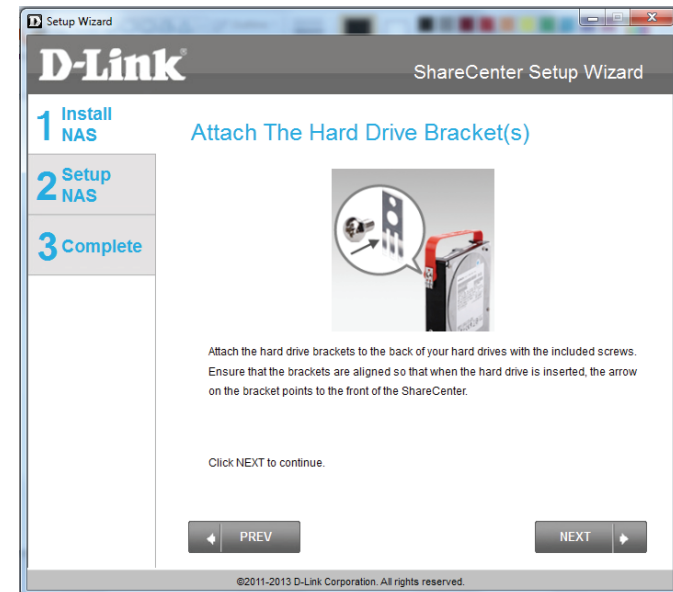 Setup Wizard
D-Link
ShareCenter Setup Wizard
1 Install
NAS
2 Setup
NAS
3 Complete
Attach The Hard Drive Bracket(s)
Attach the hard drive brackets to the back of your hard drives with the included screws.
Ensure that the brackets are aligned so that when the hard drive is inserted, the arrow
on the bracket points to the front of the ShareCenter.
Click NEXT to continue.
PREV
NEXT
©2011-2013 D-Link Corporation. All rights reserved.